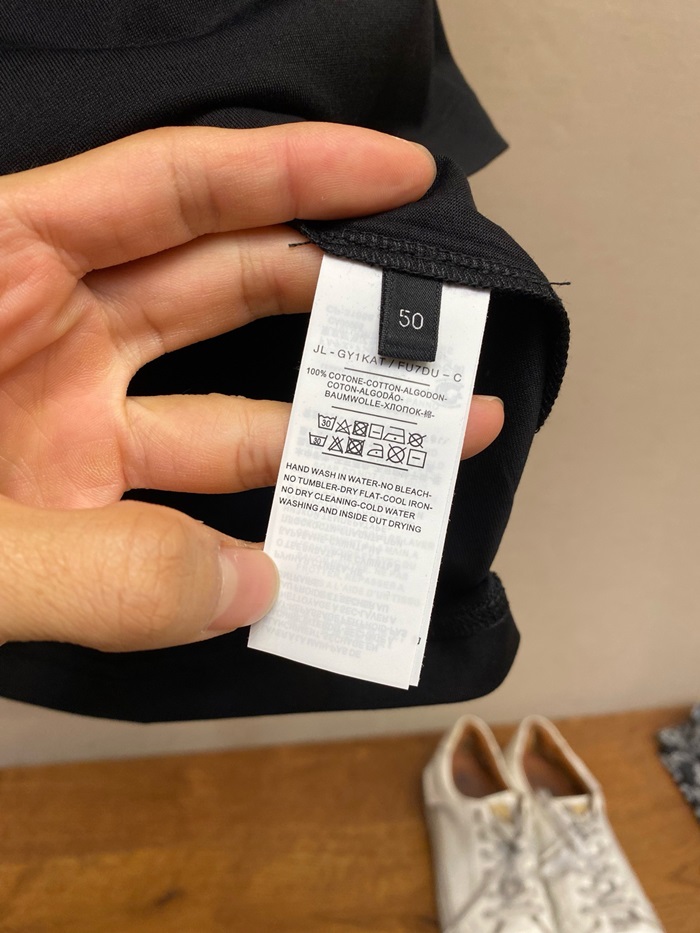 50
JL - GY1KAT / FU7DU - C
100% COTONE-COTTON-ALGODON-
COTON-ALGODÃO-
BAUMWOLLE-ХЛОПОК-棉-
30
30
HAND WASH IN WATER-NO BLEACH-
NO TUMBLER-DRY FLAT-COOL IRON-
NO DRY CLEANING-COLD WATER
WASHING AND INSIDE OUT DRYING